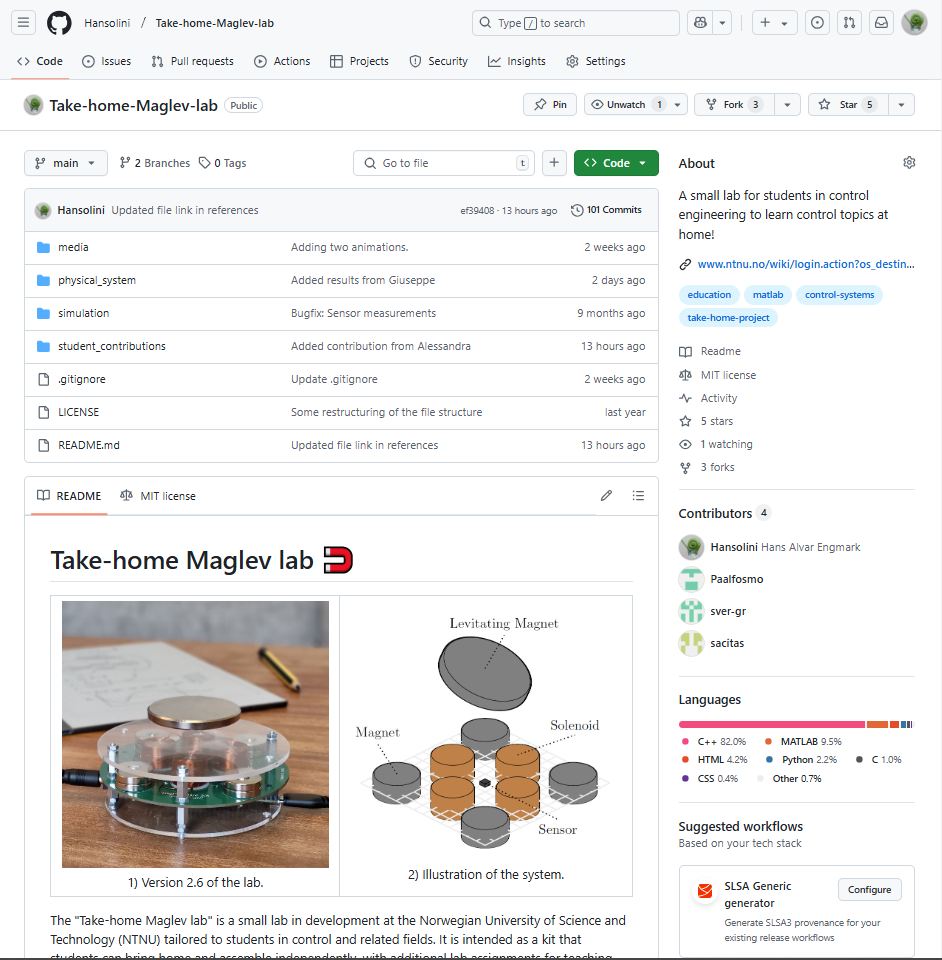 Hansolini / Take-home-Maglev-lab
Type / to search
Code Issues Pull requests Actions Projects Security Insights Settings
Take-home-Maglev-lab Public
Pin Unwatch 1 Fork 3 Star 5
main 2 Branches 0 Tags
Go to file t
Code
Hansolini Updated file link in references ef39408 · 13 hours ago 101 Commits
media Adding two animations. 2 weeks ago
physical_system Added results from Giuseppe 2 days ago
simulation Bugfix: Sensor measurements 9 months ago
student_contributions Added contribution from Alessandra 13 hours ago
.gitignore Update .gitignore 2 weeks ago
LICENSE Some restructuring of the file structure last year
README.md Updated file link in references 13 hours ago
README MIT license
Take-home Maglev lab
Levitating Magnet
Magnet
Solenoid
Sensor
1) Version 2.6 of the lab.
2) Illustration of the system.
The "Take-home Maglev lab" is a small lab in development at the Norwegian University of Science and
Technology (NTNU) tailored to students in control and related fields. It is intended as a kit that
students can bring home and assemble independently, with additional lab assignments for teaching
About
A small lab for students in control
engineering to learn control topics at
home!
www.ntnu.no/wiki/login.action?os_destin...
education matlab control-systems
take-home-project
Readme
MIT license
Activity
5 stars
1 watching
3 forks
Contributors 4
Hansolini Hans Alvar Engmark
Paalfosmo
sver-gr
sacitas
Languages
C++ 82.0% MATLAB 9.5%
HTML 4.2% Python 2.2% C 1.0%
CSS 0.4% Other 0.7%
Suggested workflows
Based on your tech stack
SLSA Generic
generator
Configure
Generate SLSA3 provenance for your
existing release workflows